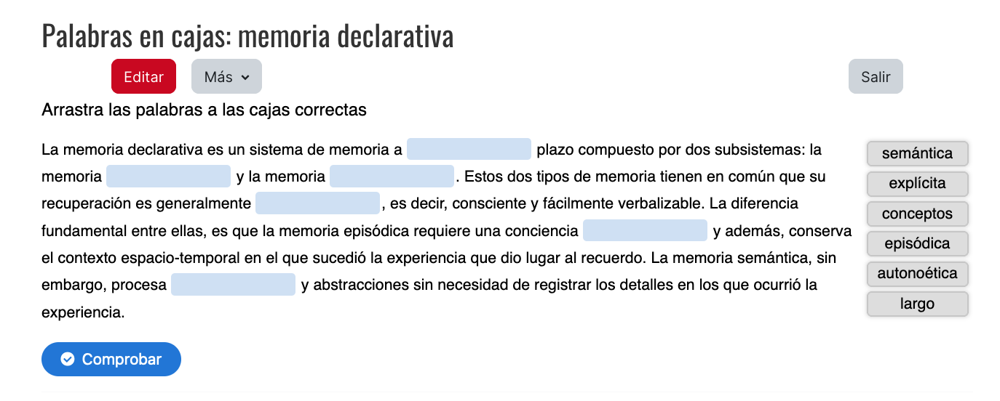 Palabras en cajas: memoria declarativa
Editar Más Salir
Arrastra las palabras a las cajas correctas
La memoria declarativa es un sistema de memoria a plazo compuesto por dos subsistemas: la
memoria y la memoria . Estos dos tipos de memoria tienen en común que su
recuperación es generalmente , es decir, consciente y fácilmente verbalizable. La diferencia
fundamental entre ellas, es que la memoria episódica requiere una conciencia y además, conserva
el contexto espacio-temporal en el que sucedió la experiencia que dio lugar al recuerdo. La memoria semántica, sin
embargo, procesa y abstracciones sin necesidad de registrar los detalles en los que ocurrió la
experiencia.
semántica
explícita
conceptos
episódica
autonoética
largo
Comprobar